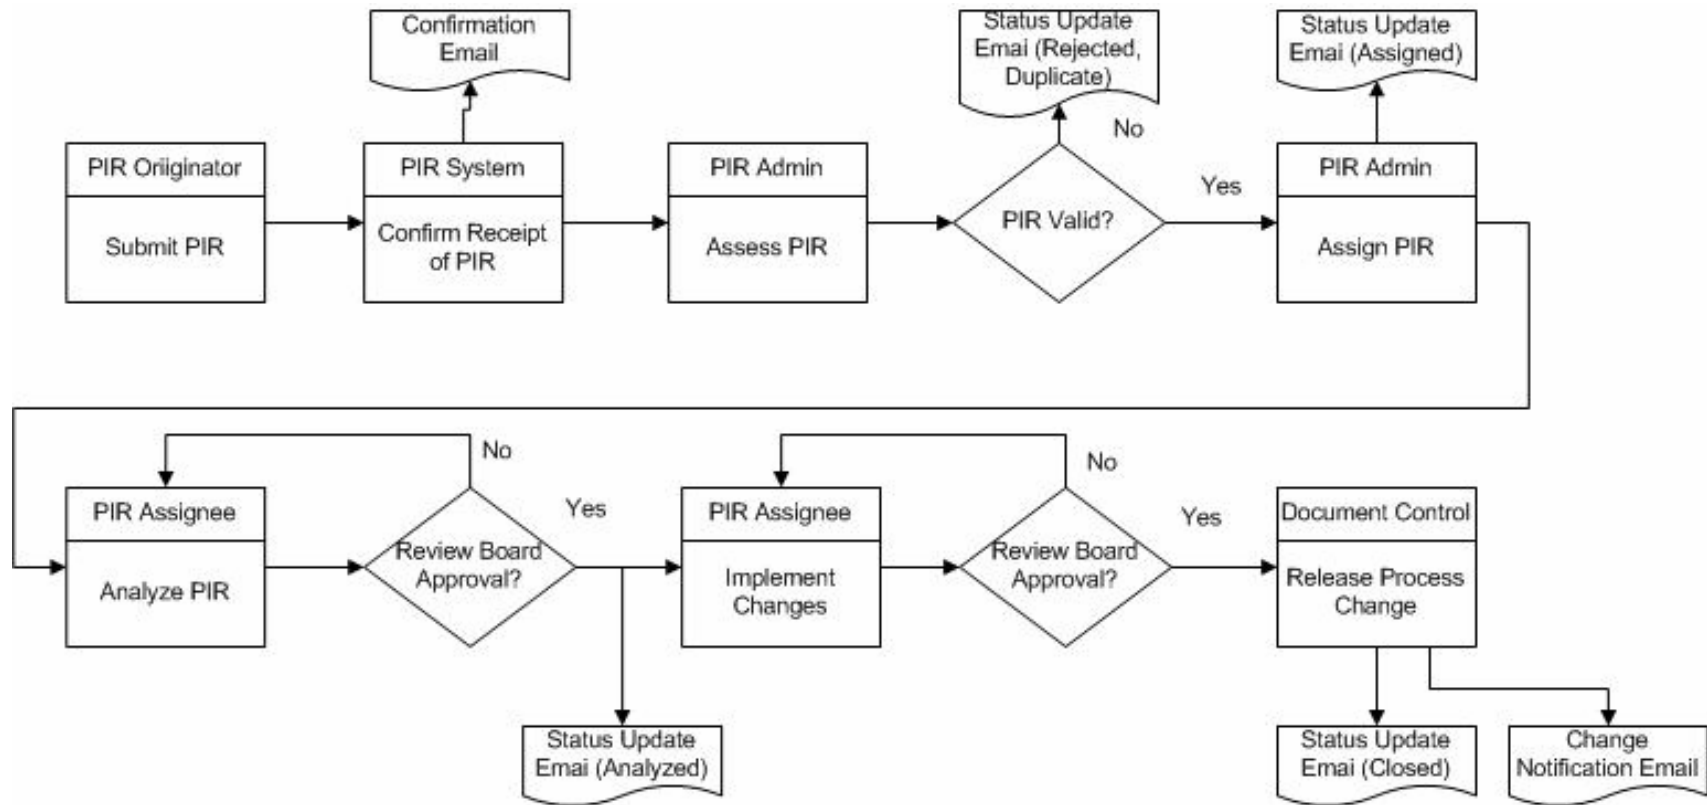 Confirmation
Email
Status Update
Emai (Rejected,
Duplicate)
Status Update
Emai (Assigned)
No
PIR Oriiginator
Submit PIR
PIR System
Confirm Receipt
of PIR
PIR Admin
Assess PIR
PIR Valid?
Yes
PIR Admin
Assign PIR
No
No
PIR Assignee
Analyze PIR
Review Board
Approval?
Yes
PIR Assignee
Implement
Changes
Review Board
Approval?
Yes
Document Control
Release Process
Change
Status Update
Emai (Analyzed)
Status Update
Emai (Closed)
Change
Notification Email